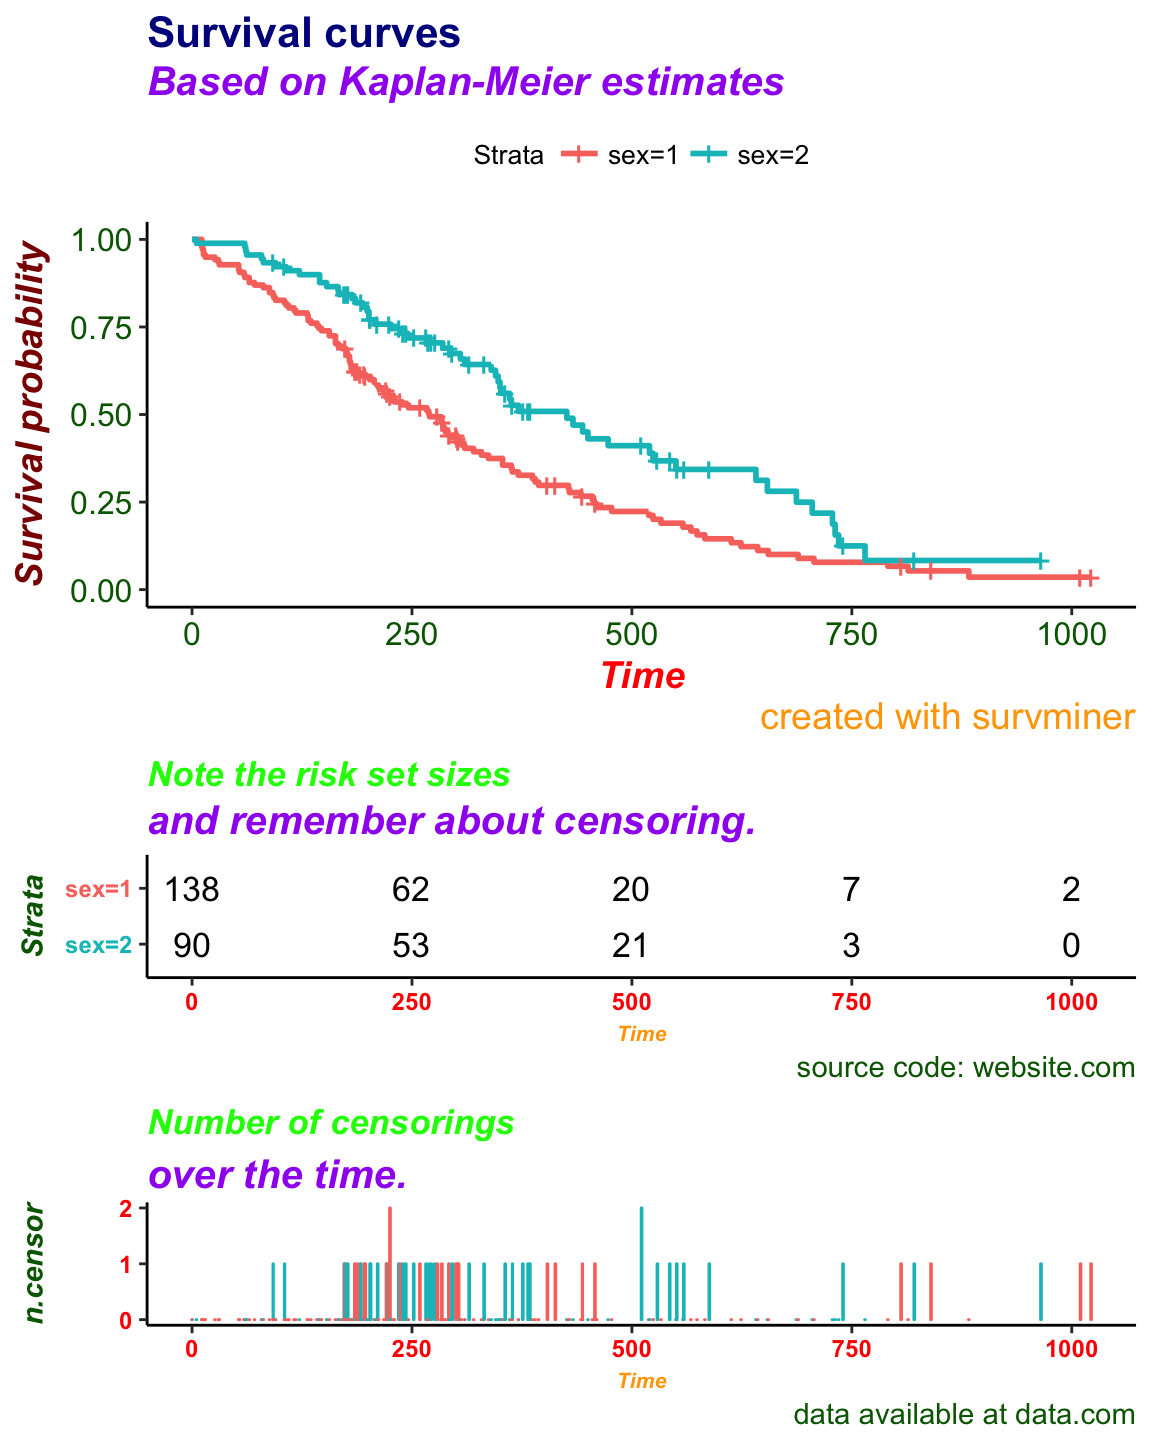 Survival curves
Based on Kaplan-Meier estimates
Strata sex=1 sex=2
Survival probability
1.00
0.75
0.50
0.25
0.00
0 250 500 750 1000
Time
created with survminer
Note the risk set sizes
and remember about censoring.
Strata
sex=1 138 62 20 7 2
sex=2 90 53 21 3 0
0 250 500 750 1000
Time
source code: website.com
Number of censorings
over the time.
n.censor
2
1
0
0 250 500 750 1000
Time
data available at data.com